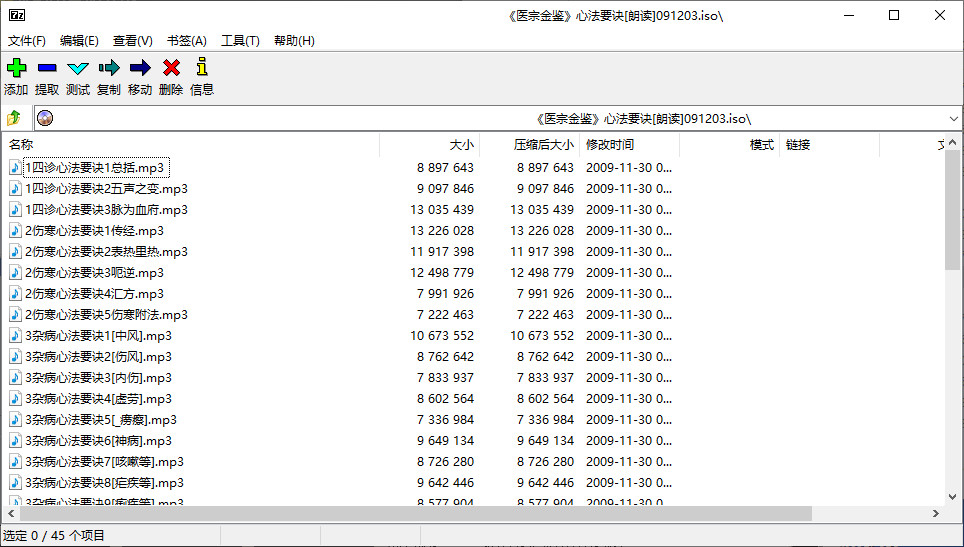 7z 《医宗金鉴》心法要诀[朗读]091203.iso\
文件(F) 编辑(E) 查看(V) 书签(A) 工具(T) 帮助(H)
添加 提取 测试 复制 移动 删除 信息
《医宗金鉴》心法要诀[朗读]091203.iso\
名称 大小 压缩后大小 修改时间 模式 链接
1四诊心法要诀1总括.mp3 8 897 643 8 897 643 2009-11-30 0...
1四诊心法要诀2五声之变.mp3 9 097 846 9 097 846 2009-11-30 0...
1四诊心法要诀3脉为血府.mp3 13 035 439 13 035 439 2009-11-30 0...
2伤寒心法要诀1传经.mp3 13 226 028 13 226 028 2009-11-30 0...
2伤寒心法要诀2表热里热.mp3 11 917 398 11 917 398 2009-11-30 0...
2伤寒心法要诀3呃逆.mp3 12 498 779 12 498 779 2009-11-30 0...
2伤寒心法要诀4汇方.mp3 7 991 926 7 991 926 2009-11-30 0...
2伤寒心法要诀5伤寒附法.mp3 7 222 463 7 222 463 2009-11-30 0...
3杂病心法要诀1[中风].mp3 10 673 552 10 673 552 2009-11-30 0...
3杂病心法要诀2[伤风].mp3 8 762 642 8 762 642 2009-11-30 0...
3杂病心法要诀3[内伤].mp3 7 833 937 7 833 937 2009-11-30 0...
3杂病心法要诀4[虚劳].mp3 8 602 564 8 602 564 2009-11-30 0...
3杂病心法要诀5[_痨瘿].mp3 7 336 984 7 336 984 2009-11-30 0...
3杂病心法要诀6[神病].mp3 9 649 134 9 649 134 2009-11-30 0...
3杂病心法要诀7[咳嗽等].mp3 8 726 280 8 726 280 2009-11-30 0...
3杂病心法要诀8[疟疾等].mp3 9 642 446 9 642 446 2009-11-30 0...
8 577 904 8 577 904 2009-11-30 0...
选定 0 / 45 个项目